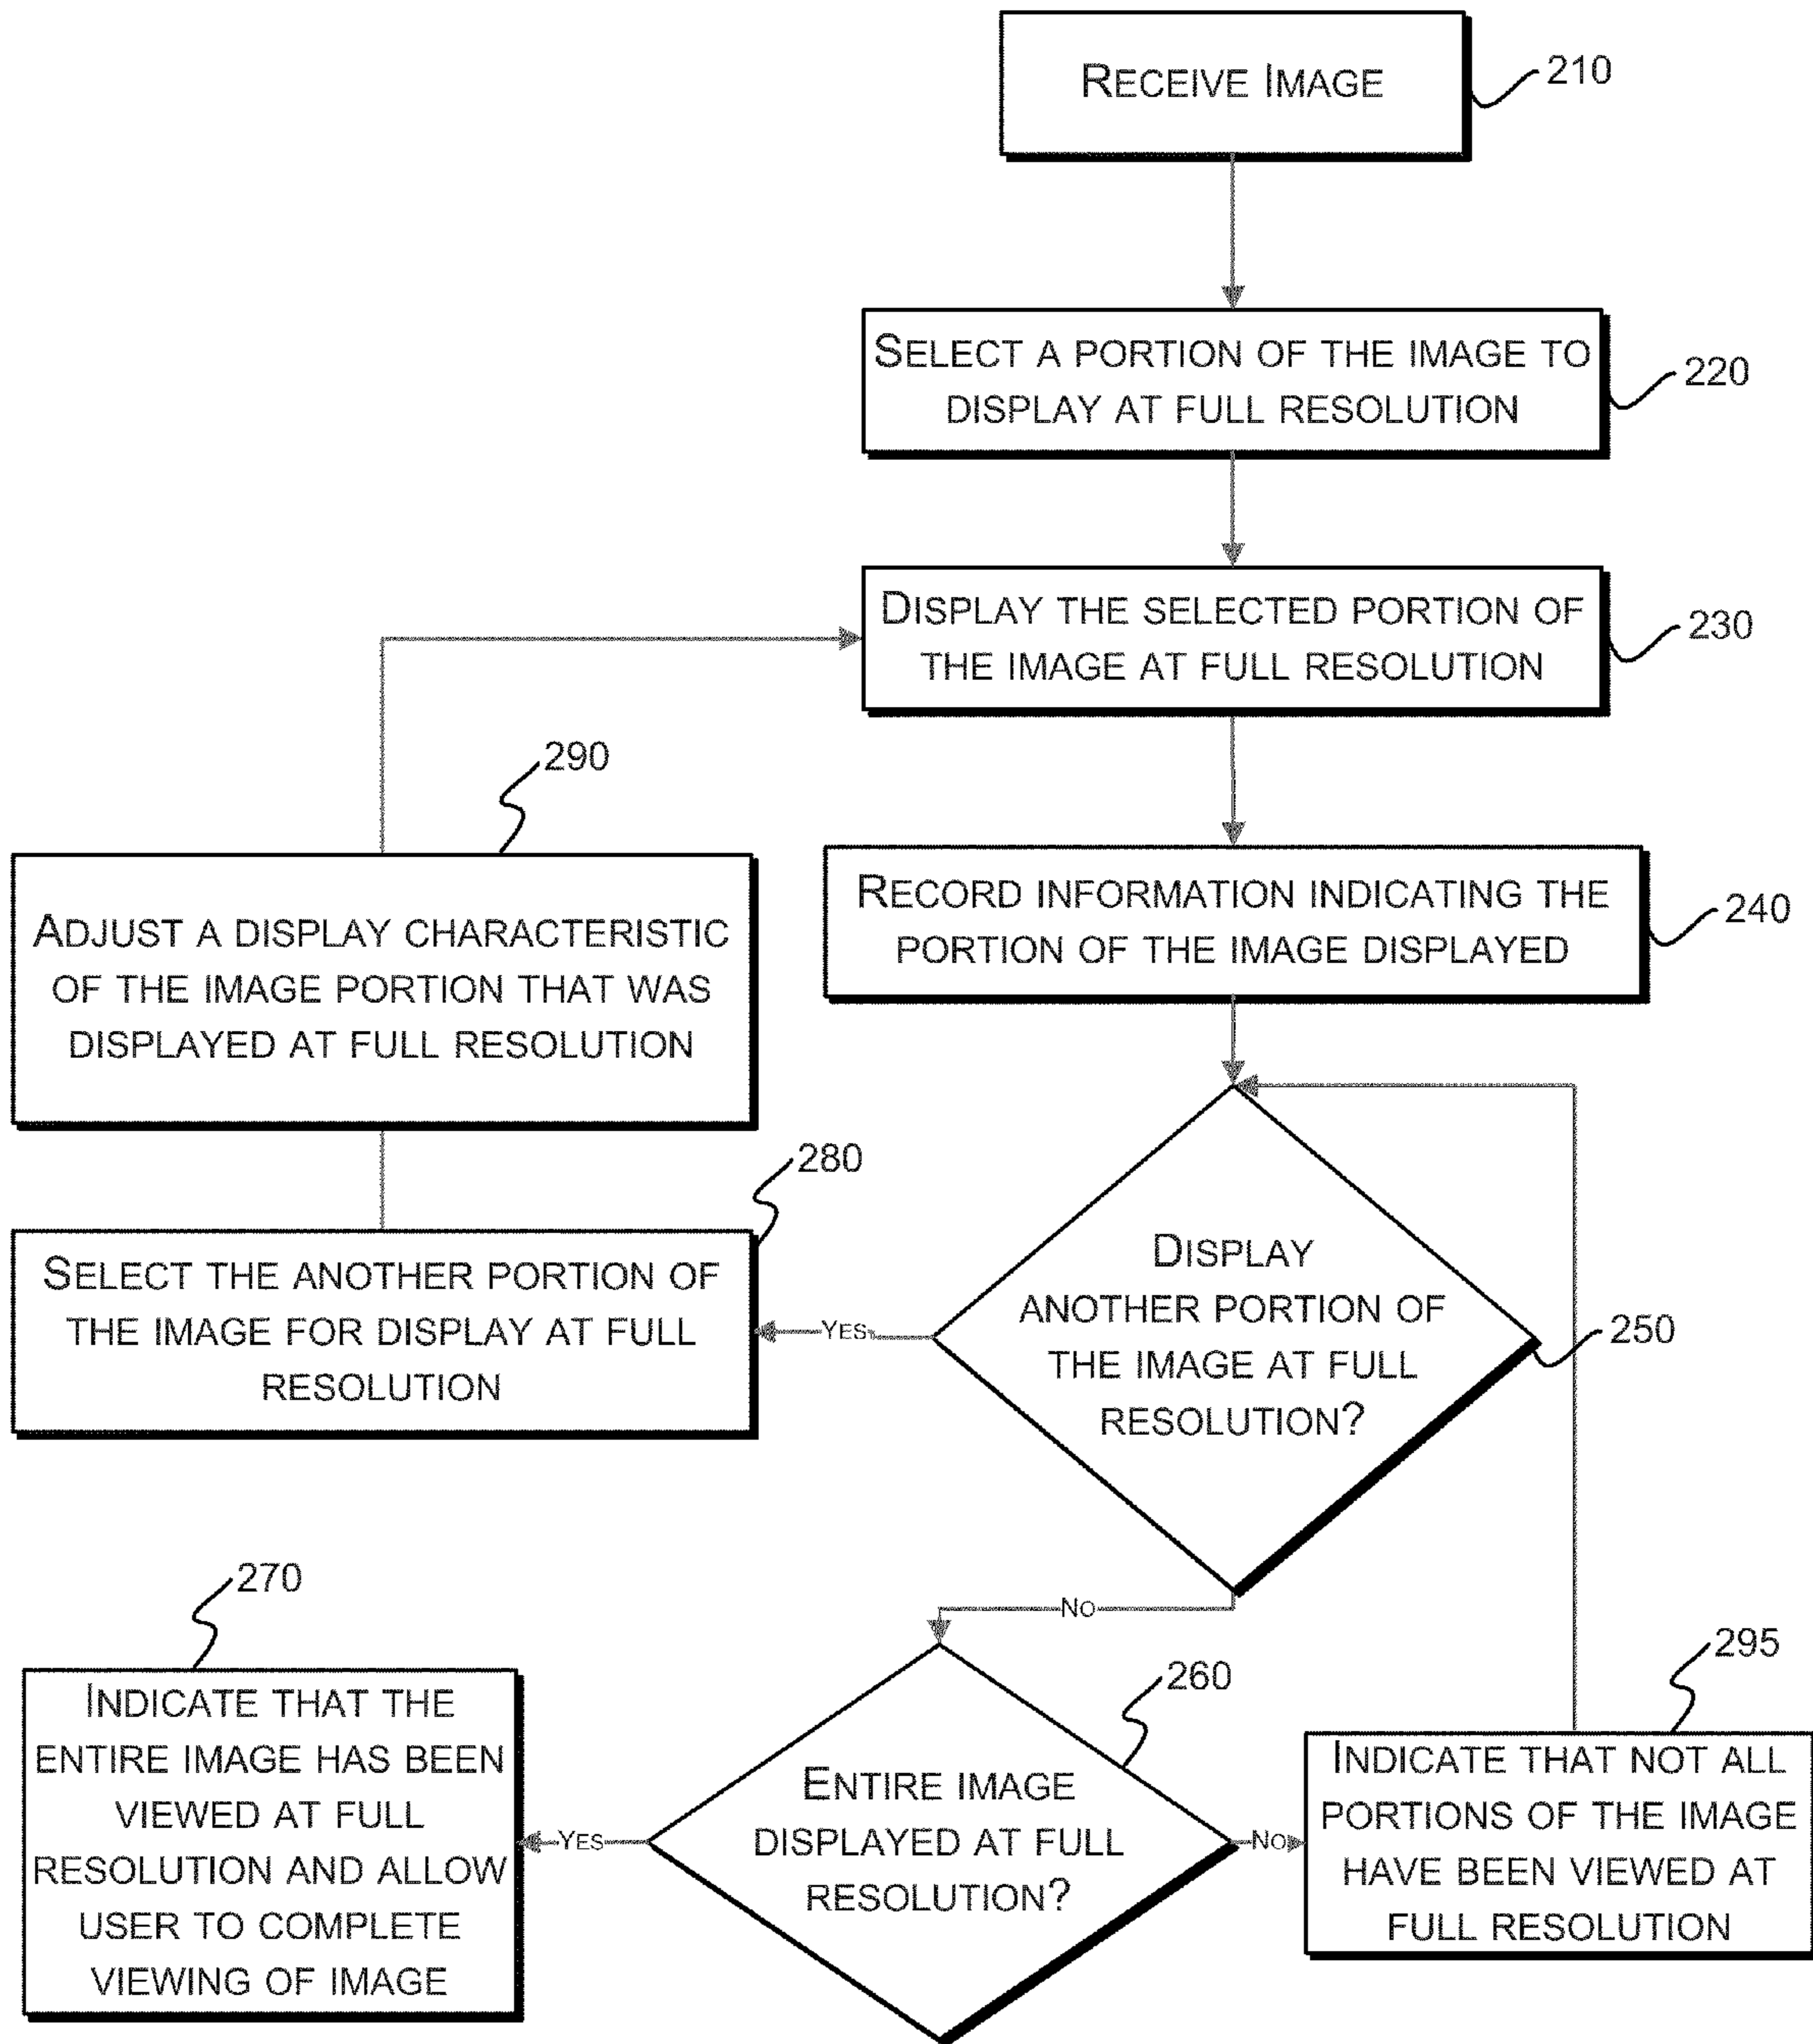 RECEIVE IMAGE
210
SELECT A PORTION OF THE IMAGE TO
DISPLAY AT FULL RESOLUTION
220
DISPLAY THE SELECTED PORTION OF
THE IMAGE AT FULL RESOLUTION
230
290
ADJUST A DISPLAY CHARACTERISTIC
OF THE IMAGE PORTION THAT WAS
DISPLAYED AT FULL RESOLUTION
RECORD INFORMATION INDICATING THE
PORTION OF THE IMAGE DISPLAYED
240
280
SELECT THE ANOTHER PORTION OF
THE IMAGE FOR DISPLAY AT FULL
RESOLUTION
YES
DISPLAY
ANOTHER PORTION OF
THE IMAGE AT FULL
RESOLUTION?
250
NO
270
INDICATE THAT THE
ENTIRE IMAGE HAS BEEN
VIEWED AT FULL
RESOLUTION AND ALLOW
USER TO COMPLETE
VIEWING OF IMAGE
YES
260
ENTIRE IMAGE
DISPLAYED AT FULL
RESOLUTION?
NO
295
INDICATE THAT NOT ALL
PORTIONS OF THE IMAGE
HAVE BEEN VIEWED AT
FULL RESOLUTION